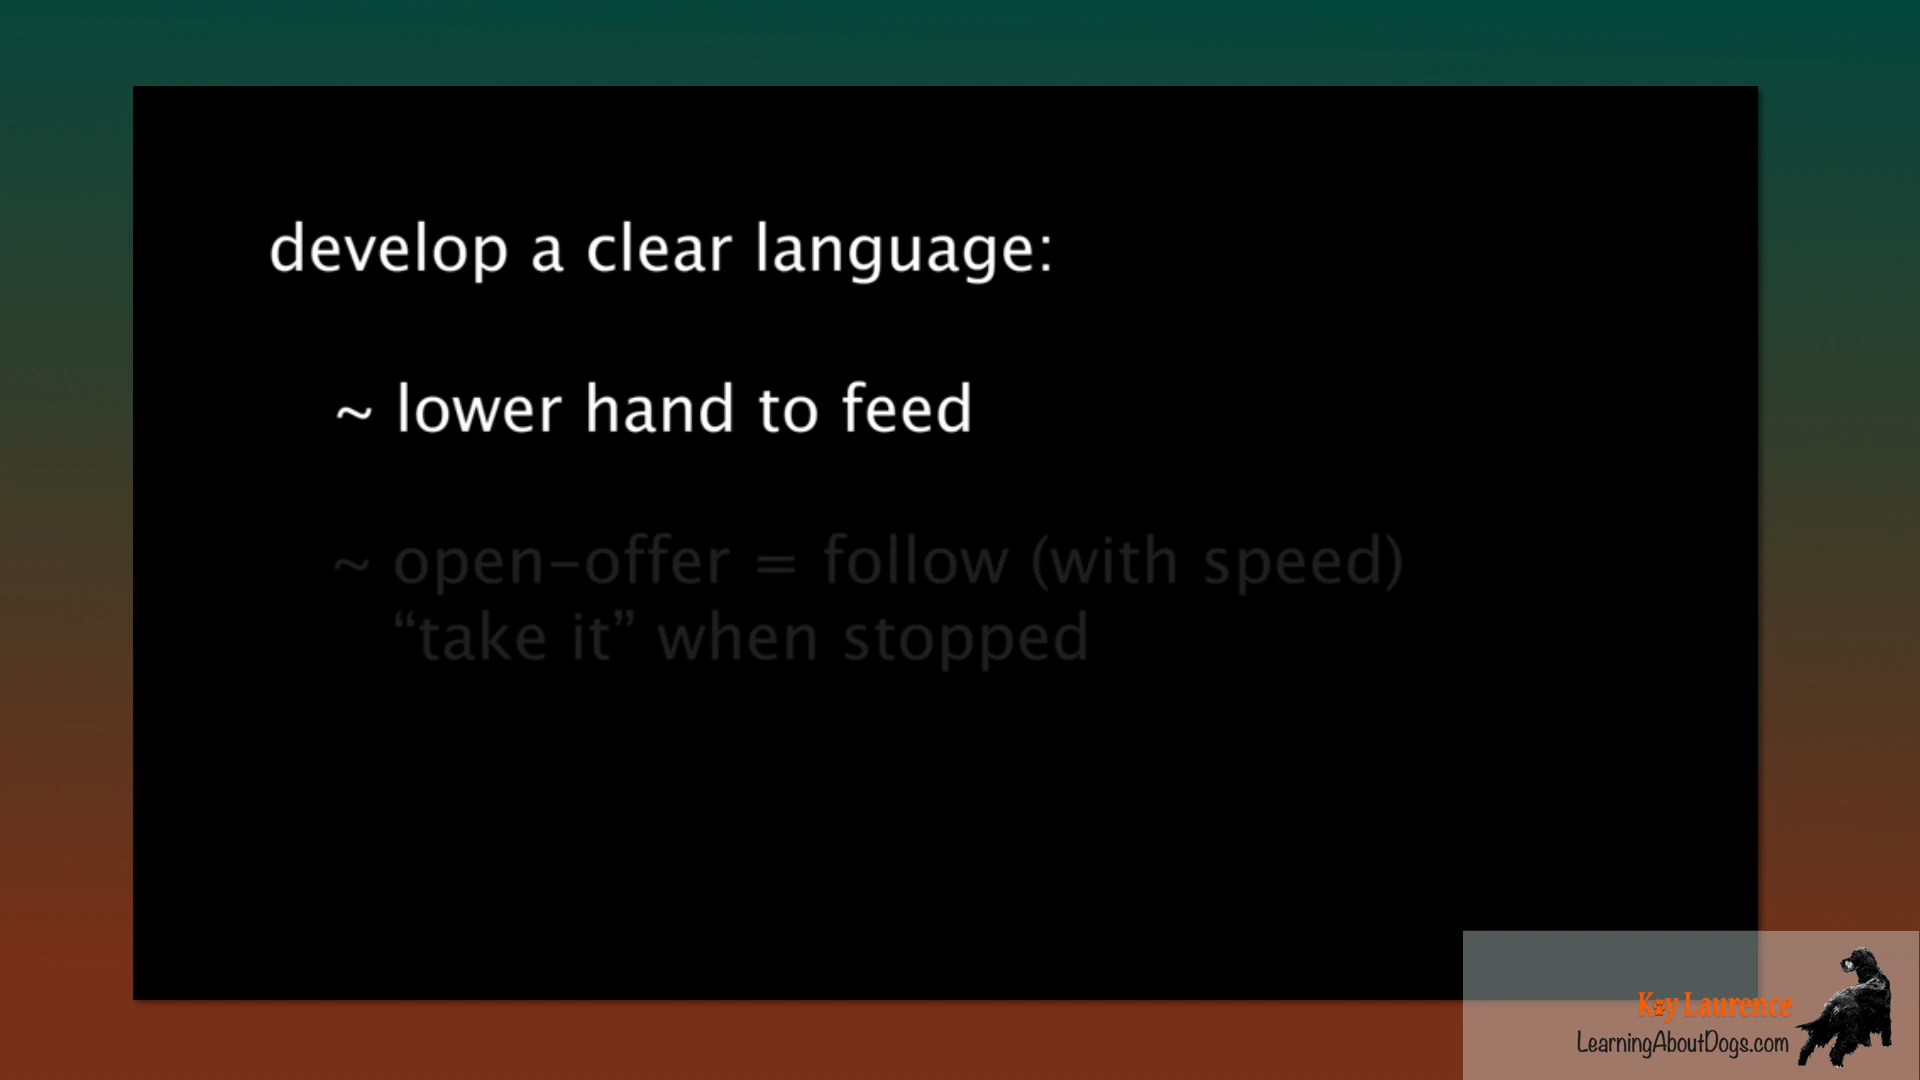 develop a clear language:
~ lower hand to feed
~ open-offer = follow (with speed)
“take it” when stopped
Kay Laurence
LearningAboutDogs.com